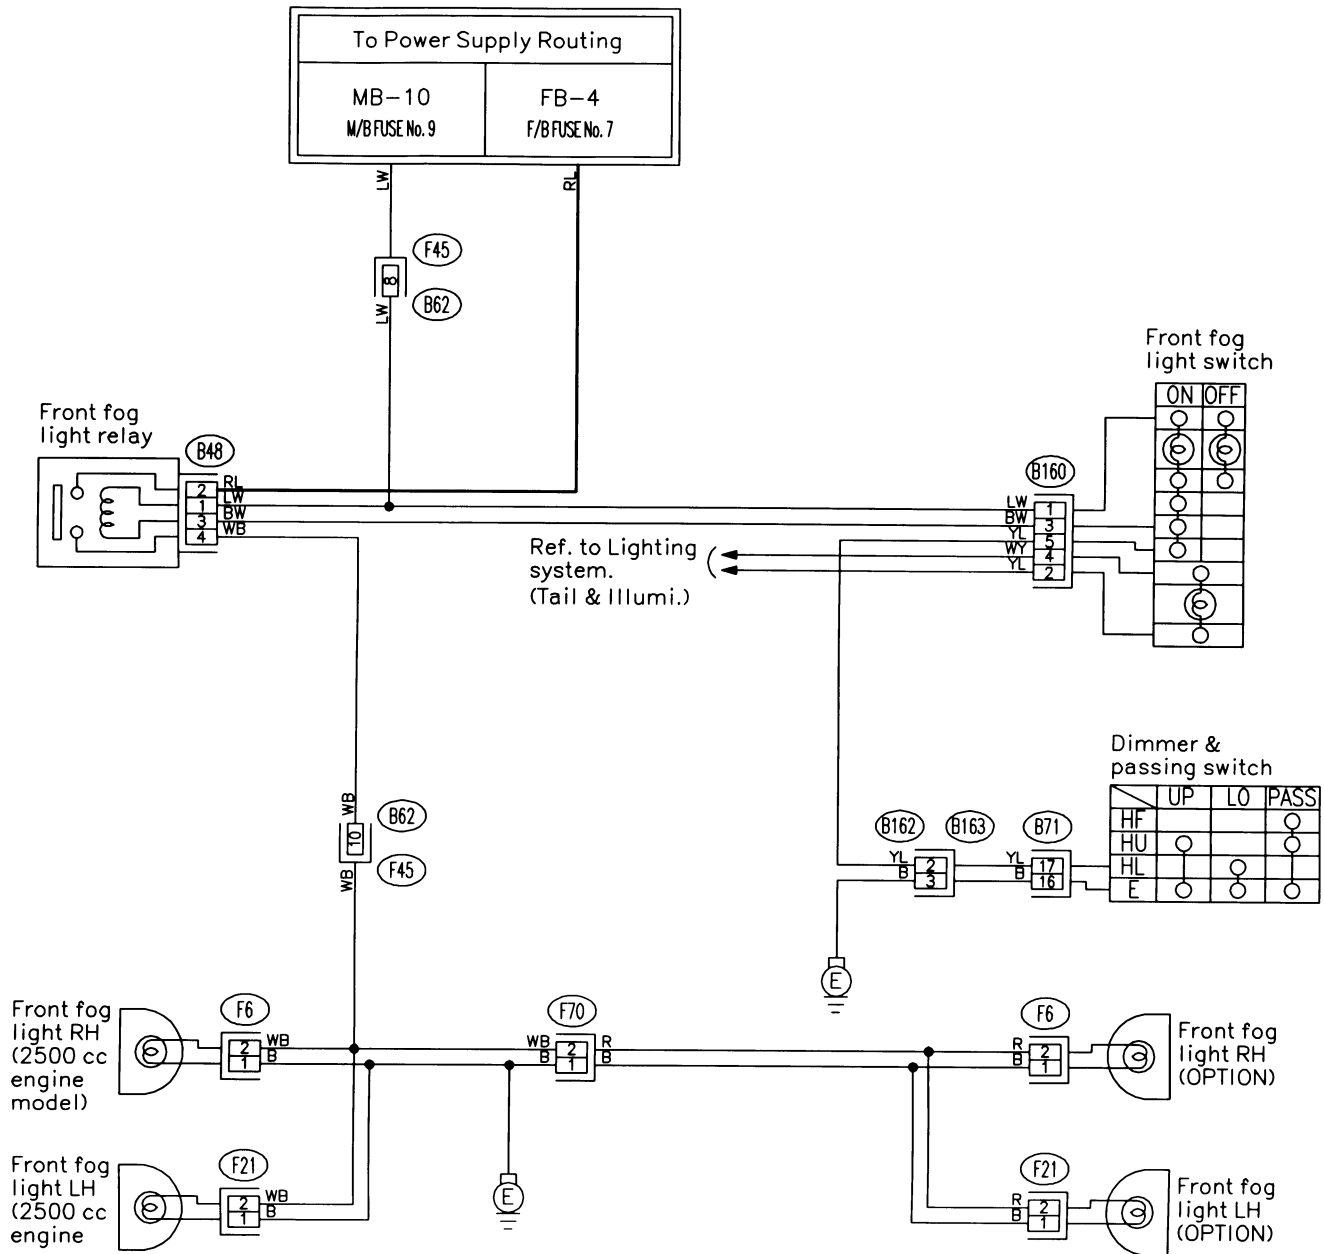 To Power Supply Routing
MB-10
M/B FUSE No. 9
FB-4
F/B FUSE No. 7
LW
RL
F45
8
B62
LW
Front fog
light switch
ON OFF
Front fog
light relay
B48
2 RL
1 LW
3 BW
4 WB
B160
LW 1
BW 3
YL 5
WY 4
YL 2
Ref. to Lighting
system.
(Tail & Illumi.)
Dimmer &
passing switch
UP LO PASS
HF
HU
HL
E
WB
10
B62
WB
F45
B162
B163
B71
YL 2
B 3
YL 17
B 16
E
Front fog
light RH
(2500 cc
engine
model)
F6
2 WB
1 B
F70
WB 2 R
B 1 B
F6
R 2
B 1
Front fog
light RH
(OPTION)
Front fog
light LH
(2500 cc
engine
F21
2 WB
1 B
E
F21
R 2
B 1
Front fog
light LH
(OPTION)